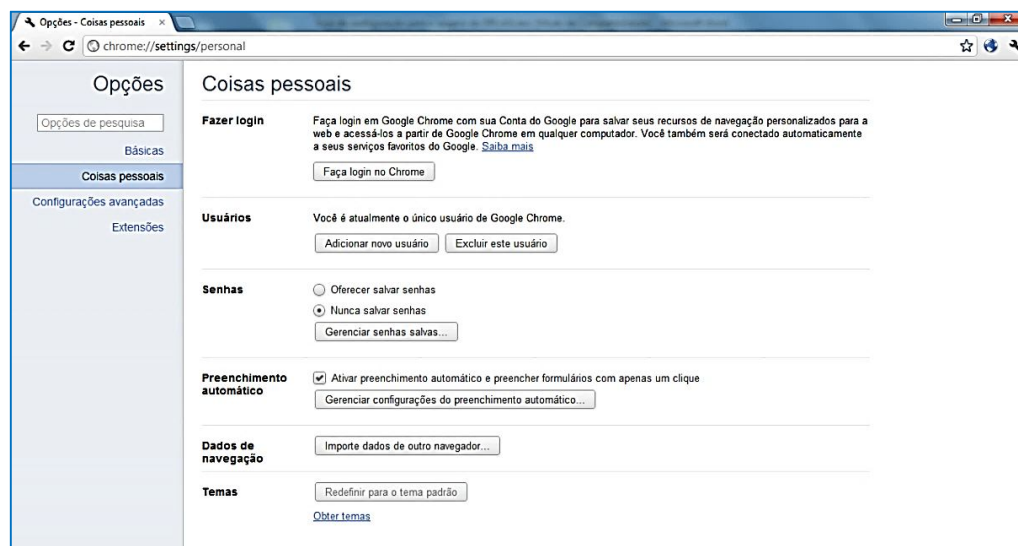 Opções - Coisas pessoais
chrome://settings/personal
Opções
Opções de pesquisa
Básicas
Coisas pessoais
Configurações avançadas
Extensões
Coisas pessoais
Fazer login
Faça login em Google Chrome com sua Conta do Google para salvar seus recursos de navegação personalizados para a
web e acessá-los a partir de Google Chrome em qualquer computador. Você também será conectado automaticamente
a seus serviços favoritos do Google. Saiba mais
Faça login no Chrome
Usuários
Você é atualmente o único usuário de Google Chrome.
Adicionar novo usuário Excluir este usuário
Senhas
Oferecer salvar senhas
Nunca salvar senhas
Gerenciar senhas salvas...
Preenchimento
automático
Ativar preenchimento automático e preencher formulários com apenas um clique
Gerenciar configurações do preenchimento automático...
Dados de
navegação
Importe dados de outro navegador...
Temas
Redefinir para o tema padrão
Obter temas